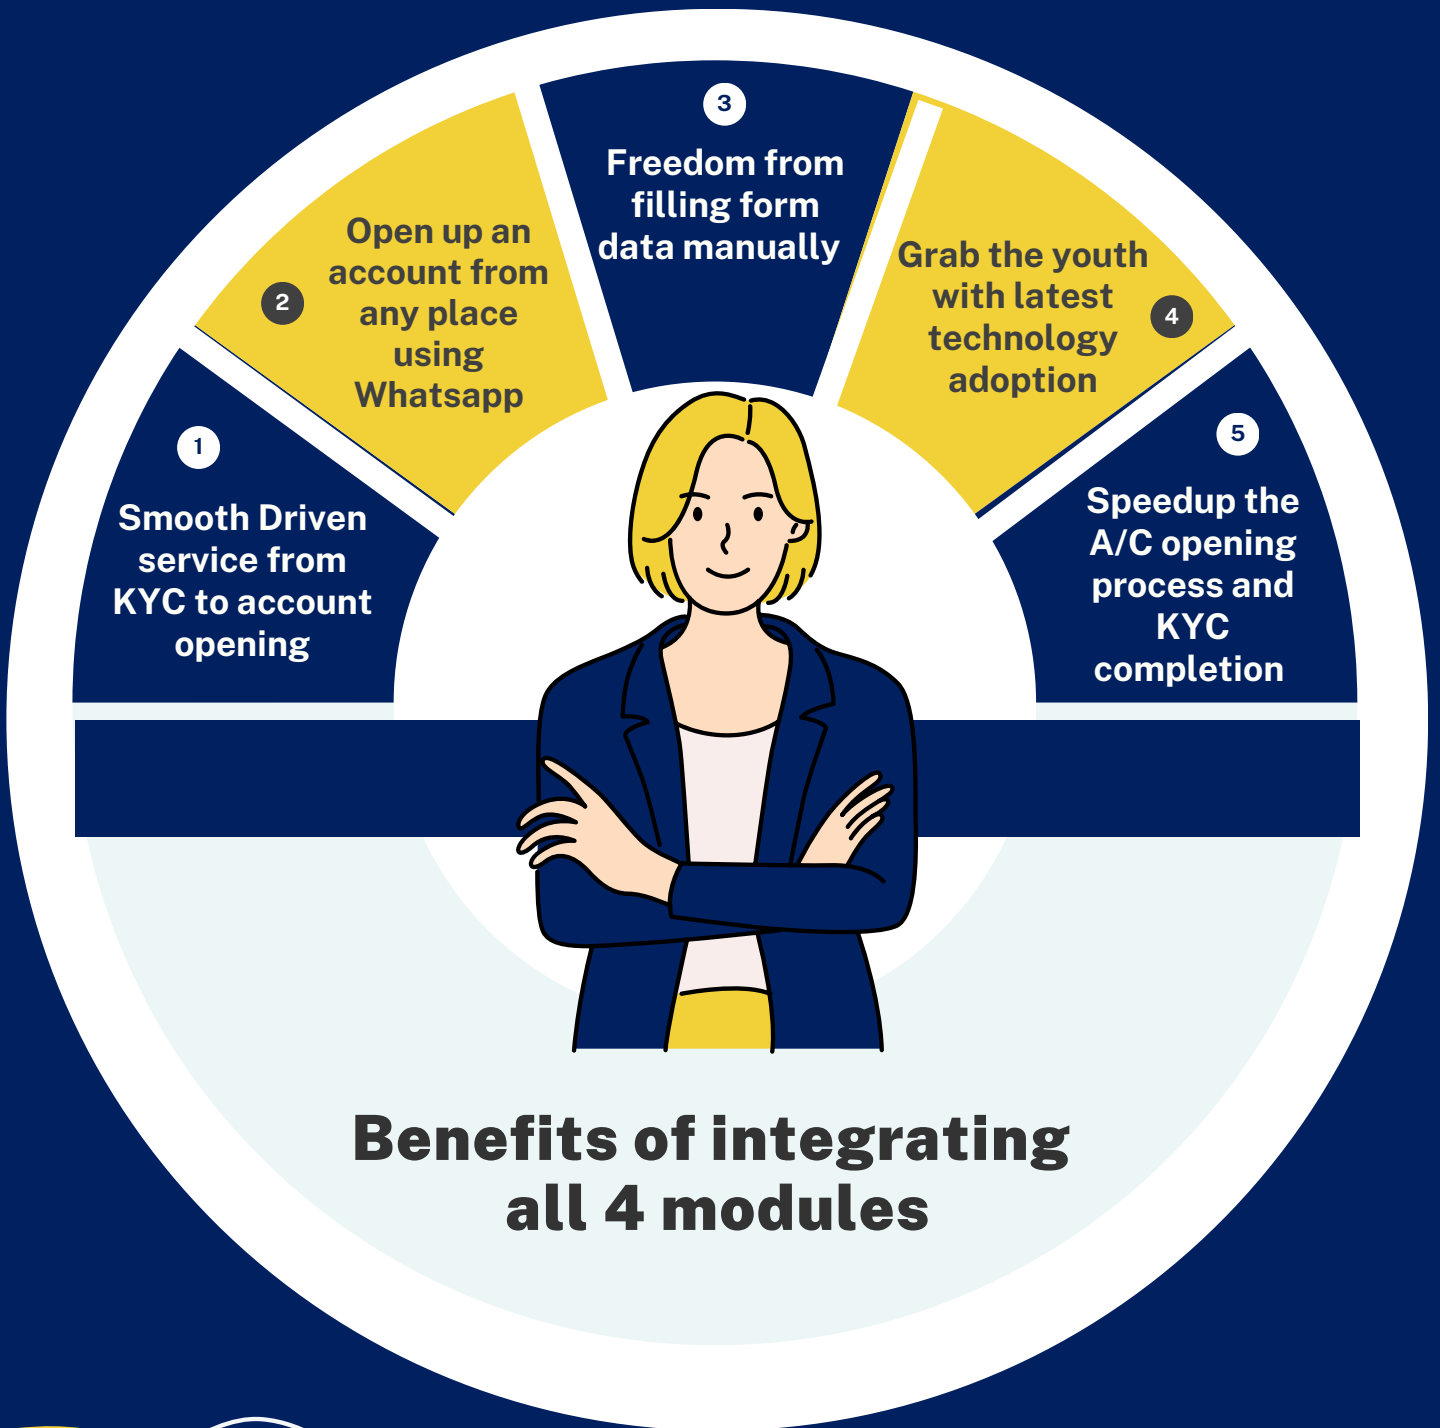 1
Smooth Driven
service from
KYC to account
opening
2
Open up an
account from
any place
using
Whatsapp
3
Freedom from
filling form
data manually
4
Grab the youth
with latest
technology
adoption
5
Speedup the
A/C opening
process and
KYC
completion
Benefits of integrating
all 4 modules